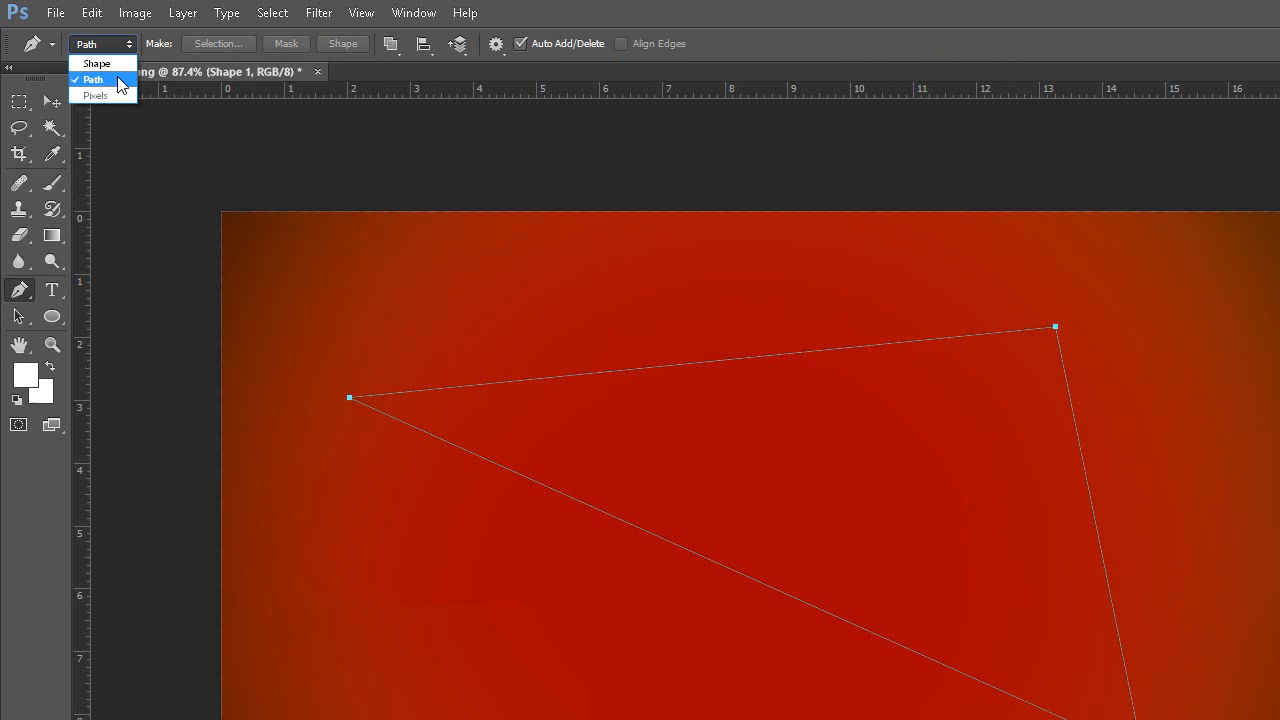 Ps File Edit Image Layer Type Select Filter View Window Help
Path Make: Selection... Mask Shape Auto Add/Delete Align Edges
Shape
ng @ 87.4% (Shape 1, RGB/8) * ×
Path
Pixels
1 0 1 2 3 4 5 6 7 8 9 10 11 12 13 14 15 16
1
0
1
T
2
3
4
5
6
7